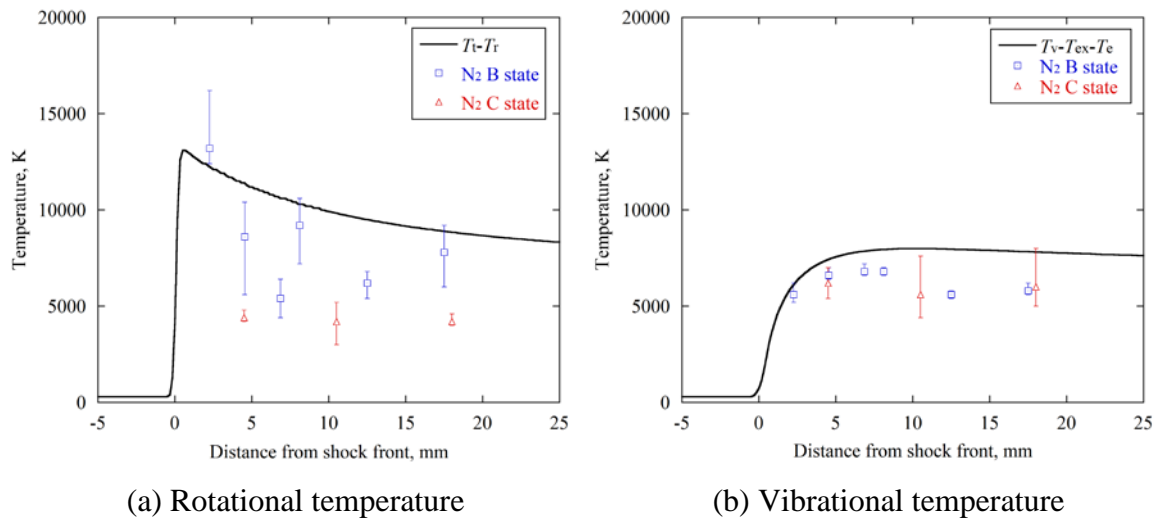 20000
15000
10000
5000
0
Temperature, K
-5 0 5 10 15 20 25
Distance from shock front, mm
Tt-Tr
N2 B state
N2 C state
(a) Rotational temperature
20000
15000
10000
5000
0
Temperature, K
-5 0 5 10 15 20 25
Distance from shock front, mm
Tv-Tex-Te
N2 B state
N2 C state
(b) Vibrational temperature